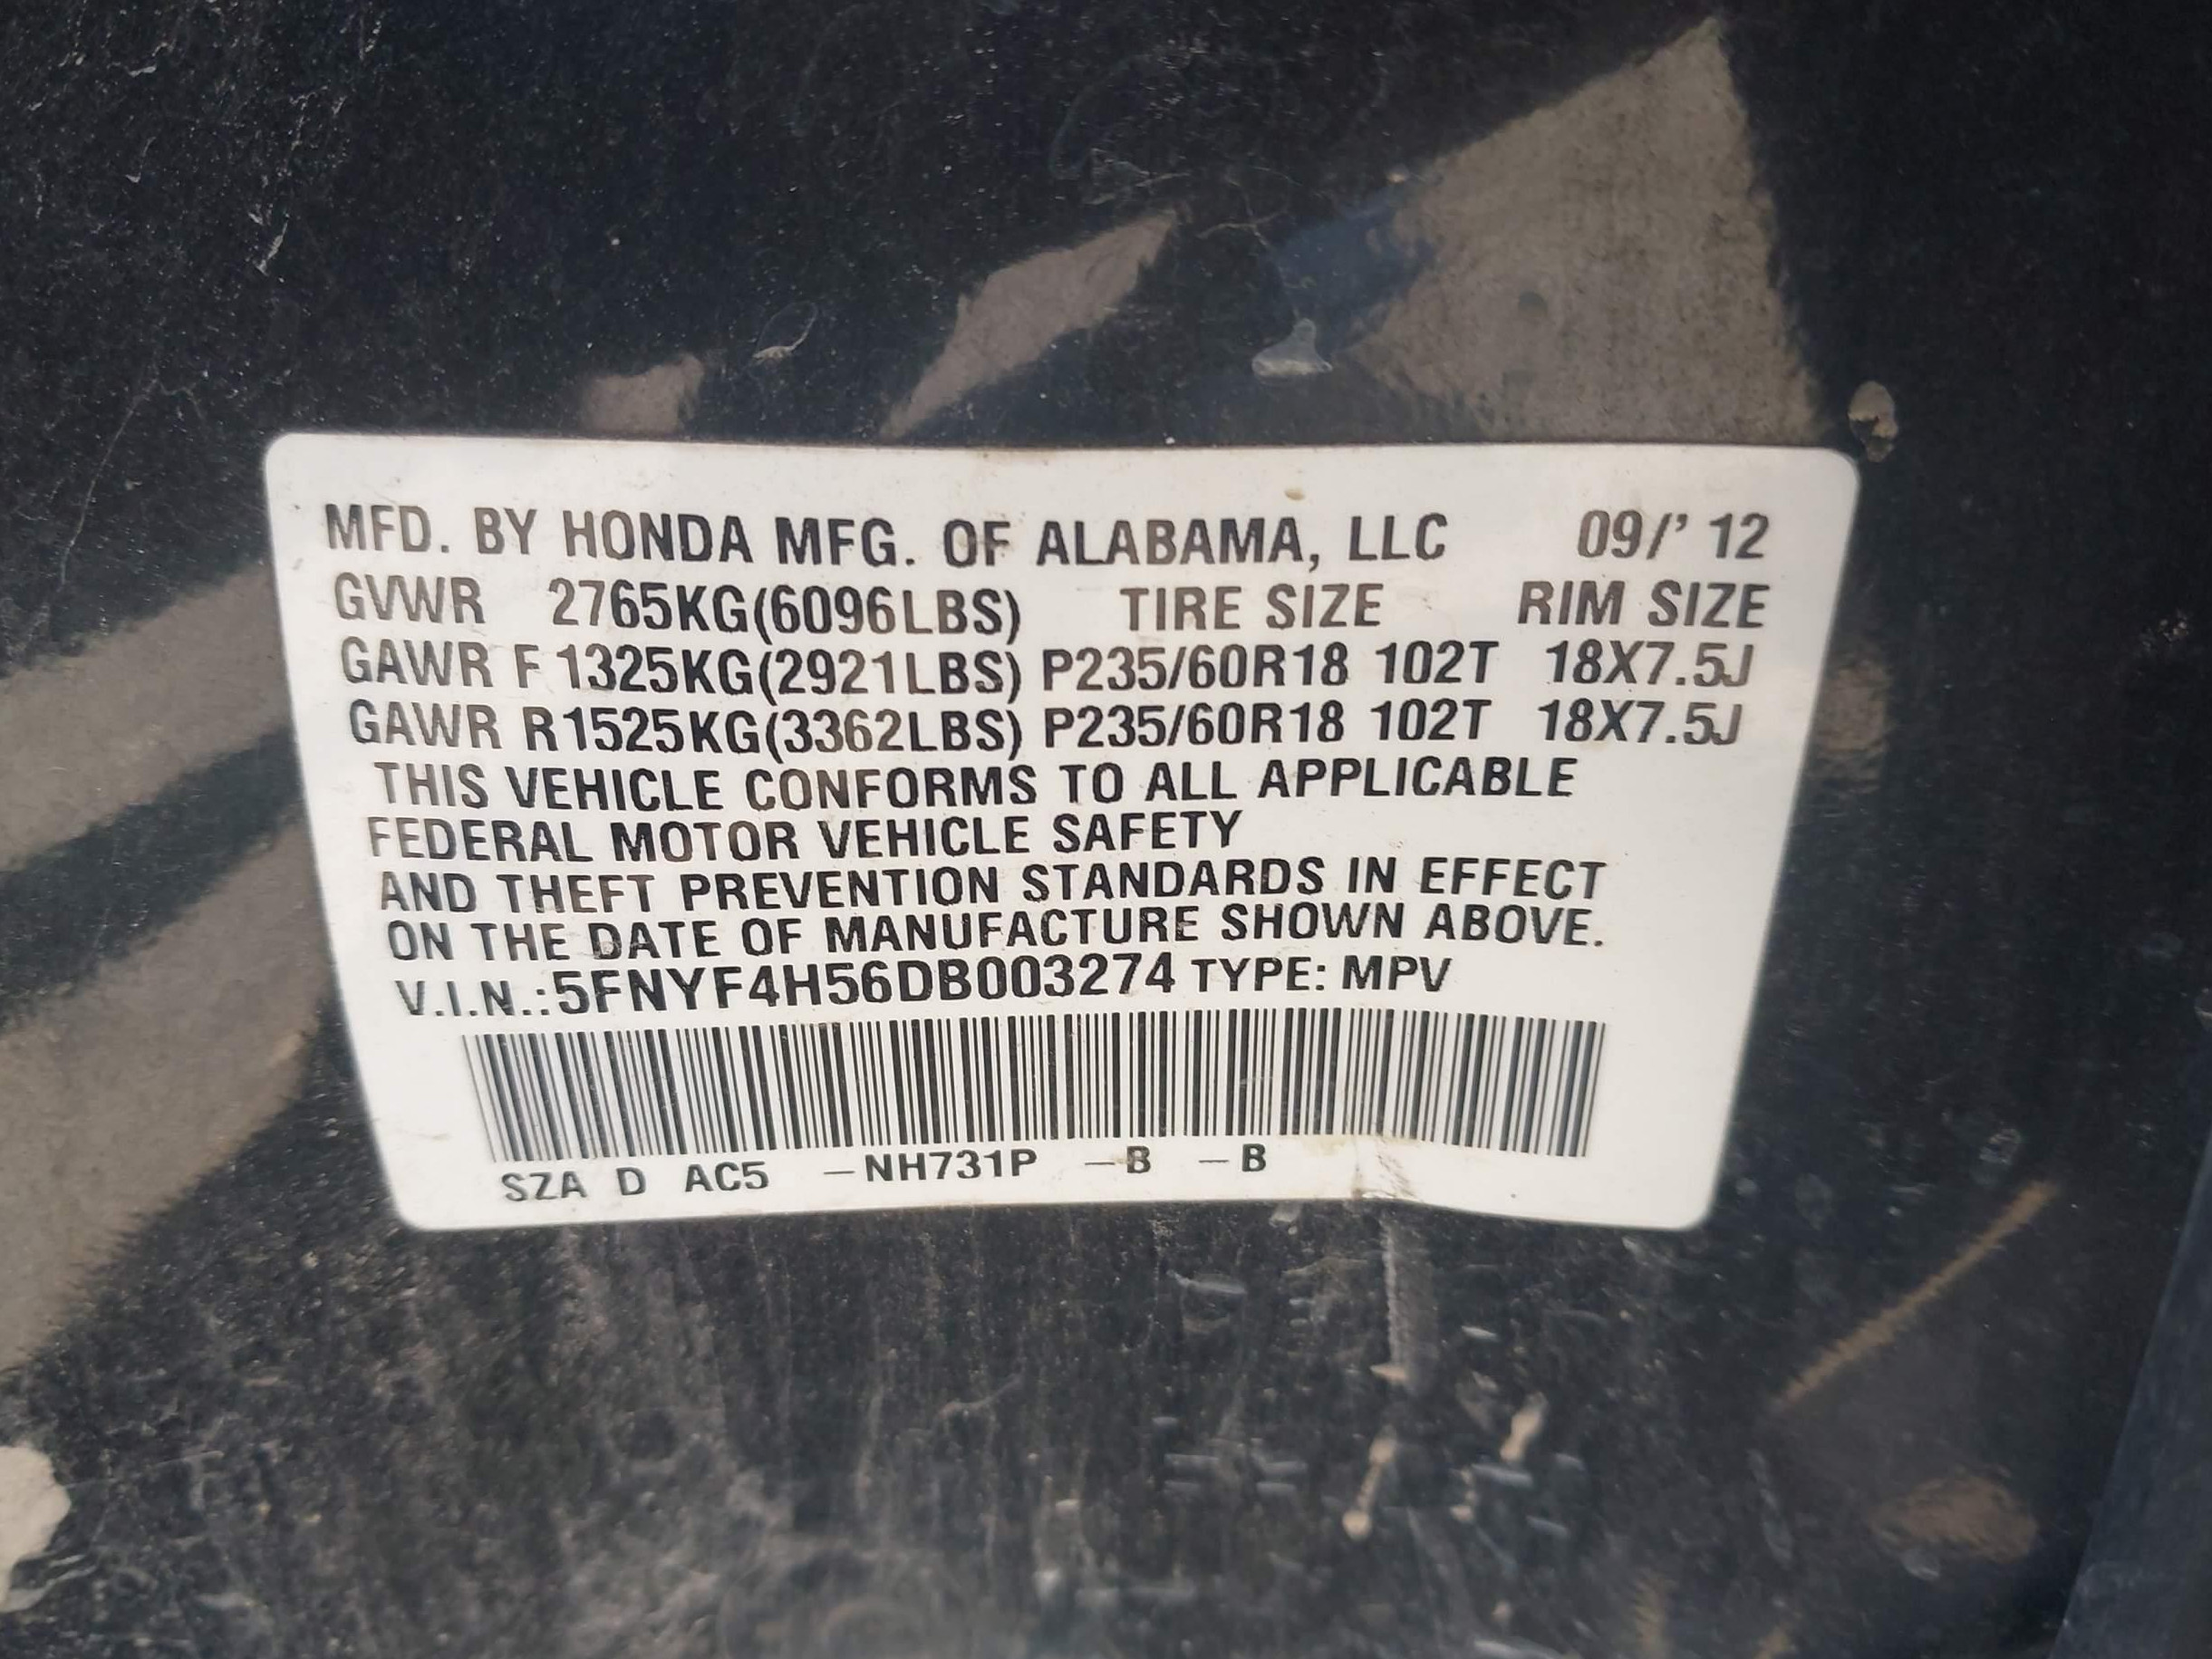 MFD. BY HONDA MFG. OF ALABAMA, LLC 09/' 12
GVWR 2765KG(6096LBS) TIRE SIZE RIM SIZE
GAWR F 1325KG(2921LBS) P235/60R18 102T 18X7.5J
GAWR R1525KG(3362LBS) P235/60R18 102T 18X7.5J
THIS VEHICLE CONFORMS TO ALL APPLICABLE
FEDERAL MOTOR VEHICLE SAFETY
AND THEFT PREVENTION STANDARDS IN EFFECT
ON THE DATE OF MANUFACTURE SHOWN ABOVE.
V.I.N.:5FNYF4H56DB003274 TYPE: MPV
SZA D AC5 –NH731P –B –B